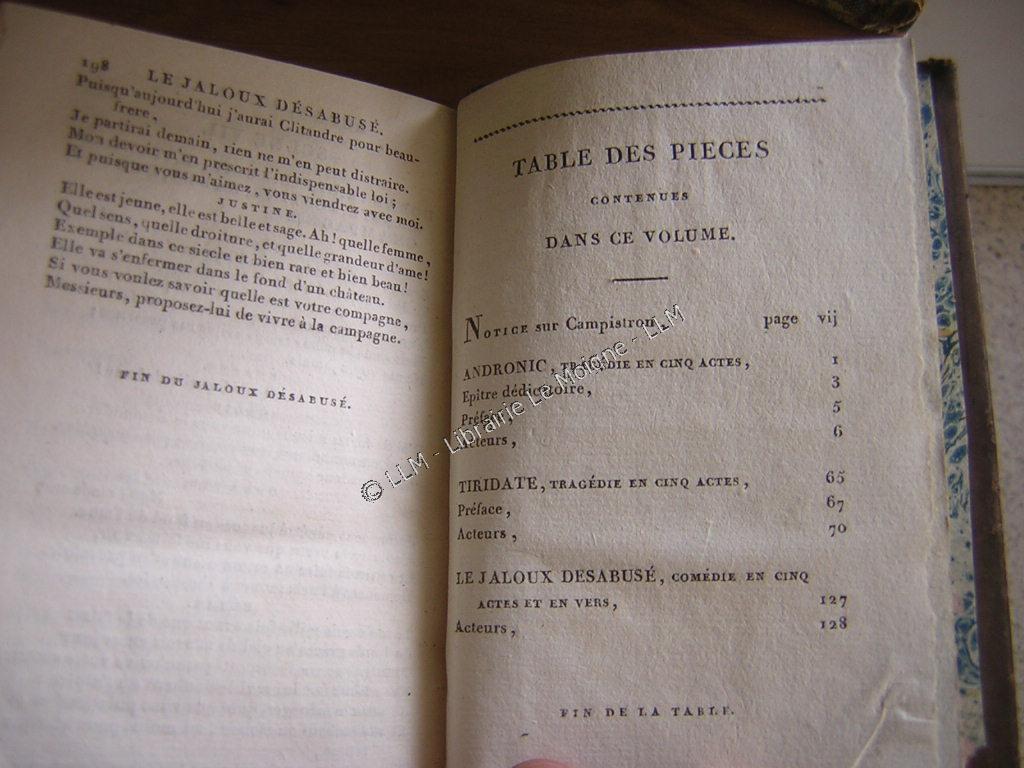 198 LE JALOUX DÉSABUSÉ.
Puisqu'aujourd'hui j'aurai Clitandre pour beau-
frere,
Je partirai demain, rien ne m'en peut distraire.
Mon devoir m'en prescrit l'indispensable loi;
Et puisque vous m'aimez, vous viendrez avec moi.
JUSTINE.
Elle est jeune, elle est belle et sage. Ah! quelle femme,
Quel sens, quelle droiture, et quelle grandeur d'ame!
Exemple dans ce siecle et bien rare et bien beau!
Elle va s'enfermer dans le fond d'un château.
Si vous voulez savoir quelle est votre compagne,
Messieurs, proposez-lui de vivre à la campagne.
FIN DU JALOUX DÉSABUSÉ.
TABLE DES PIECES
CONTENUES
DANS CE VOLUME.
NOTICE sur Campistron, page vij
ANDRONIC, TRAGÉDIE EN CINQ ACTES, 1
Epître dédicatoire, 3
Préface, 5
Acteurs, 6
TIRIDATE, TRAGÉDIE EN CINQ ACTES, 65
Préface, 67
Acteurs, 70
LE JALOUX DESABUSÉ, COMÉDIE EN CINQ
ACTES ET EN VERS, 127
Acteurs, 128
FIN DE LA TABLE.
© LLM - Librairie Le Moigne - LLM